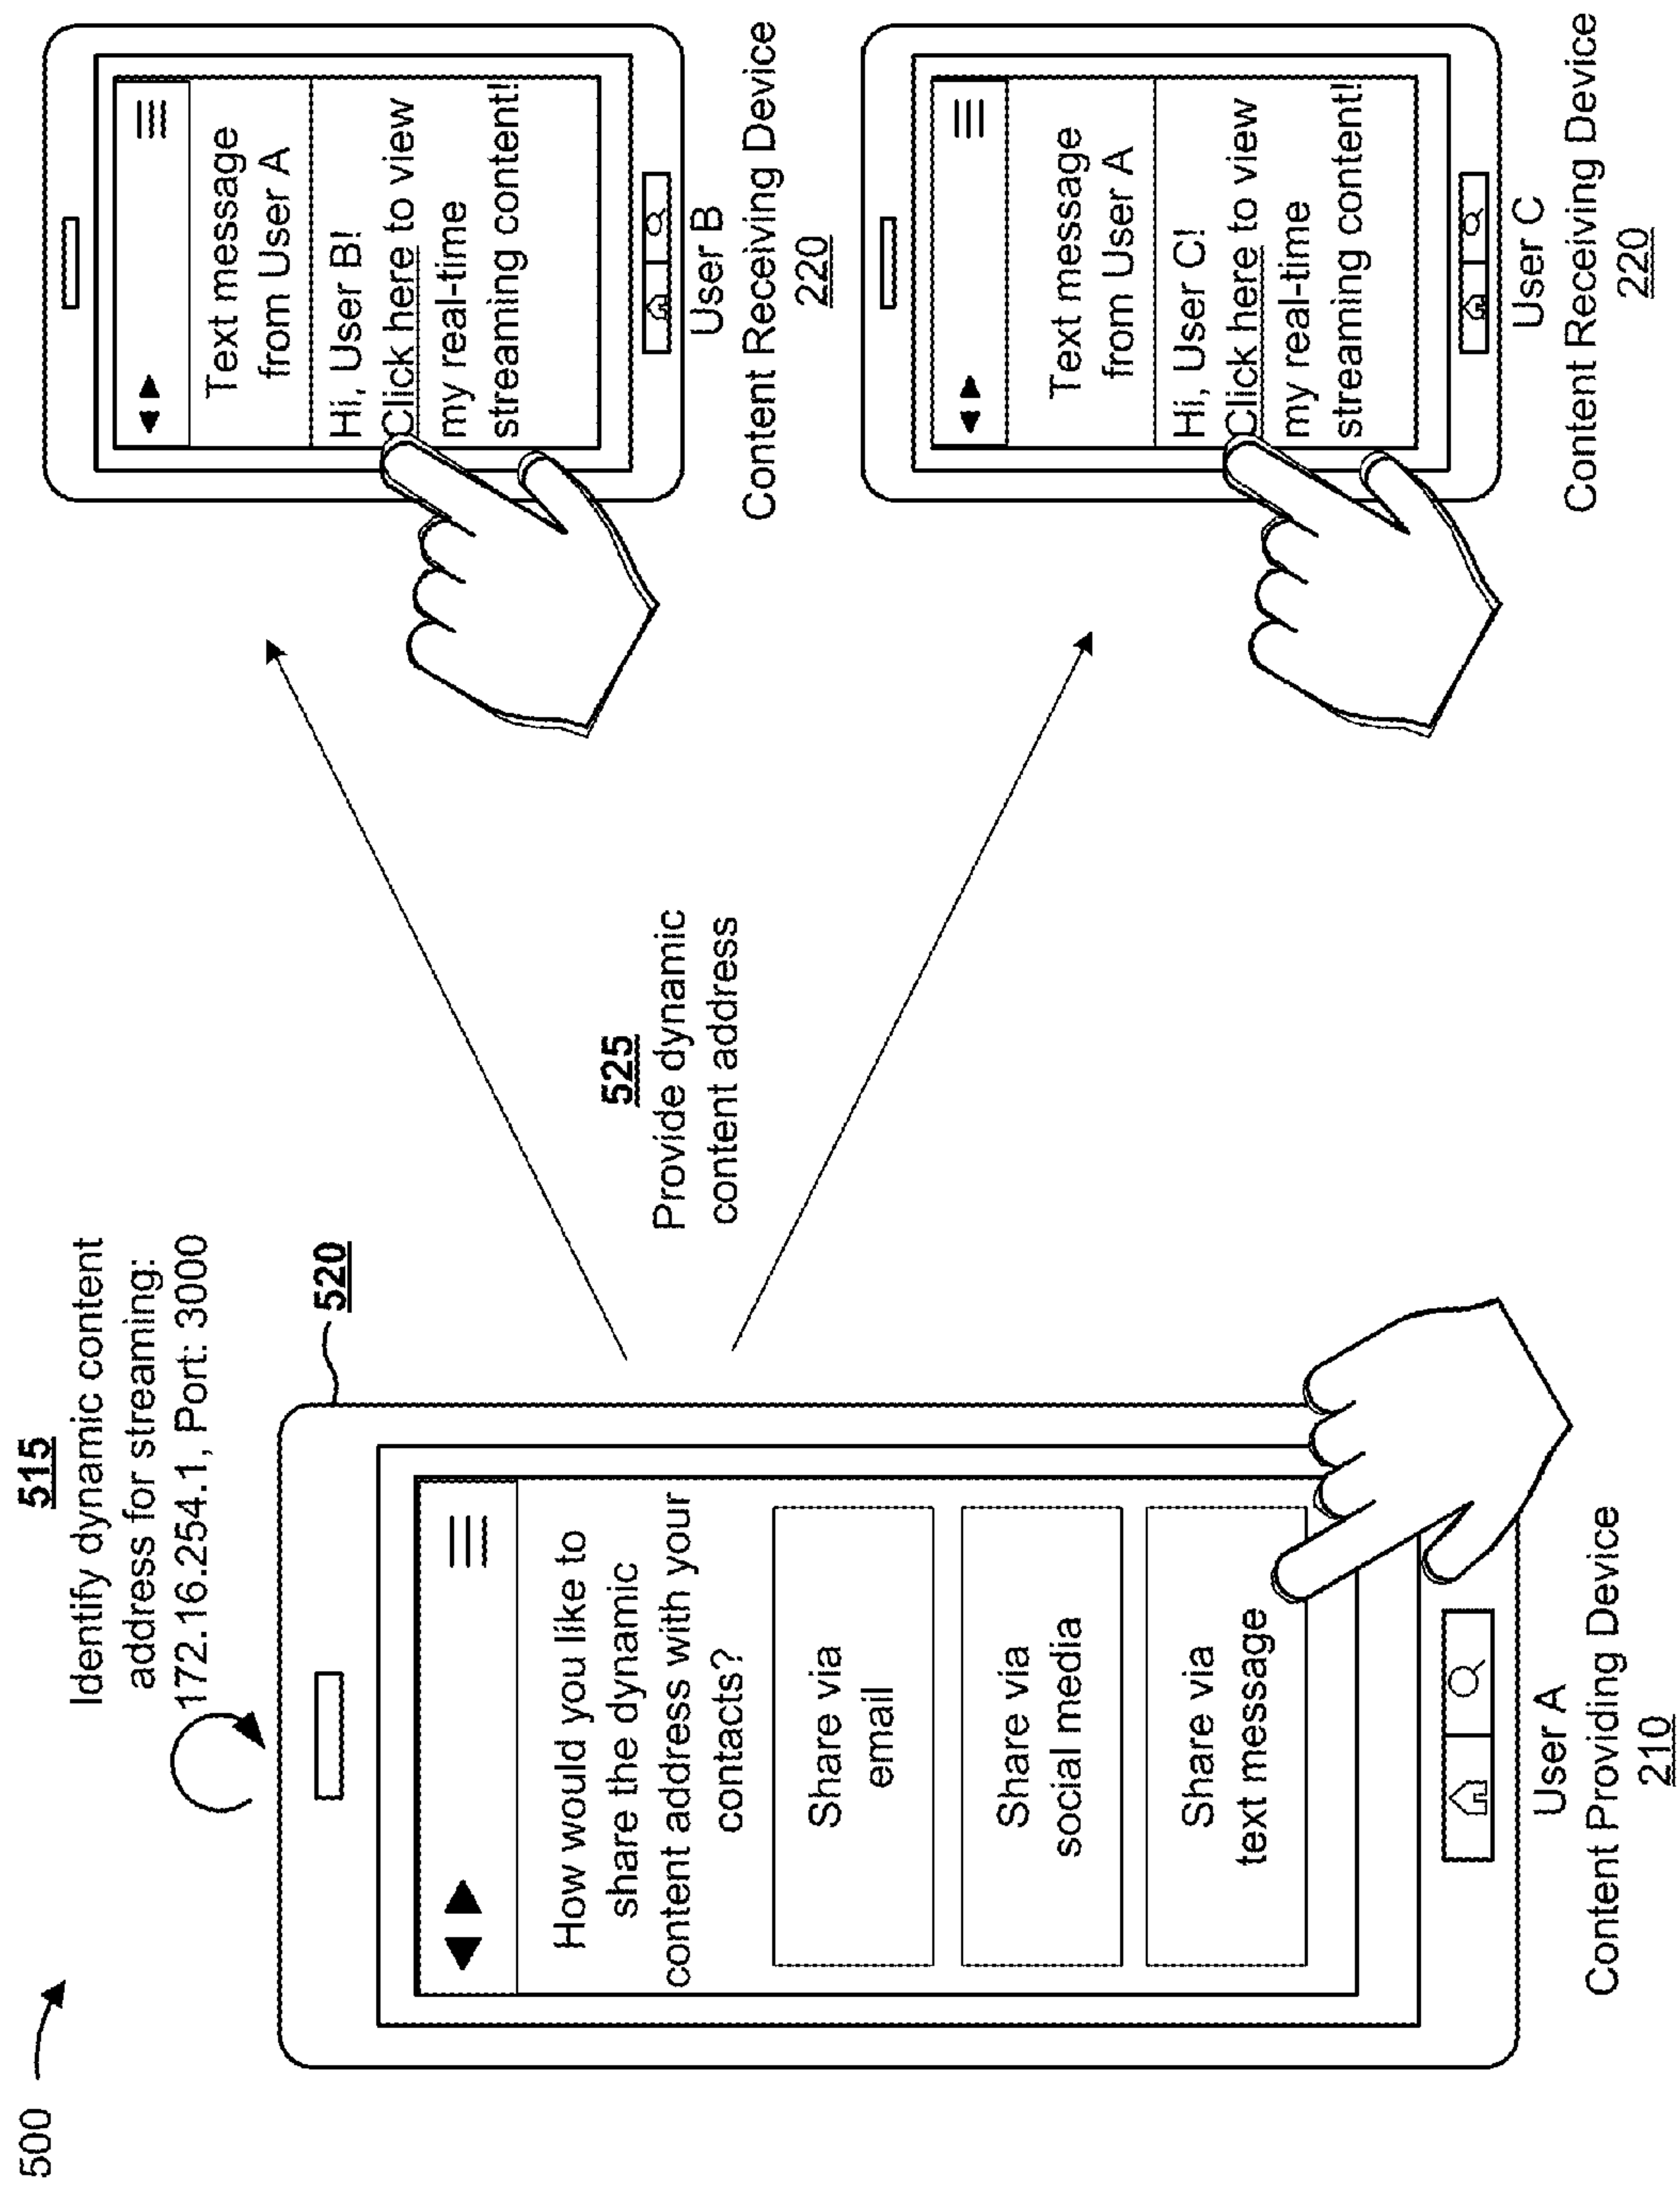 500
515
Identify dynamic content
address for streaming:
172.16.254.1, Port: 3000
520
How would you like to
share the dynamic
content address with your
contacts?
Share via
email
Share via
social media
Share via
text message
User A
Content Providing Device
210
525
Provide dynamic
content address
Text message
from User A
Hi, User B!
Click here to view
my real-time
streaming content!
User B
Content Receiving Device
220
Text message
from User A
Hi, User C!
Click here to view
my real-time
streaming content!
User C
Content Receiving Device
220